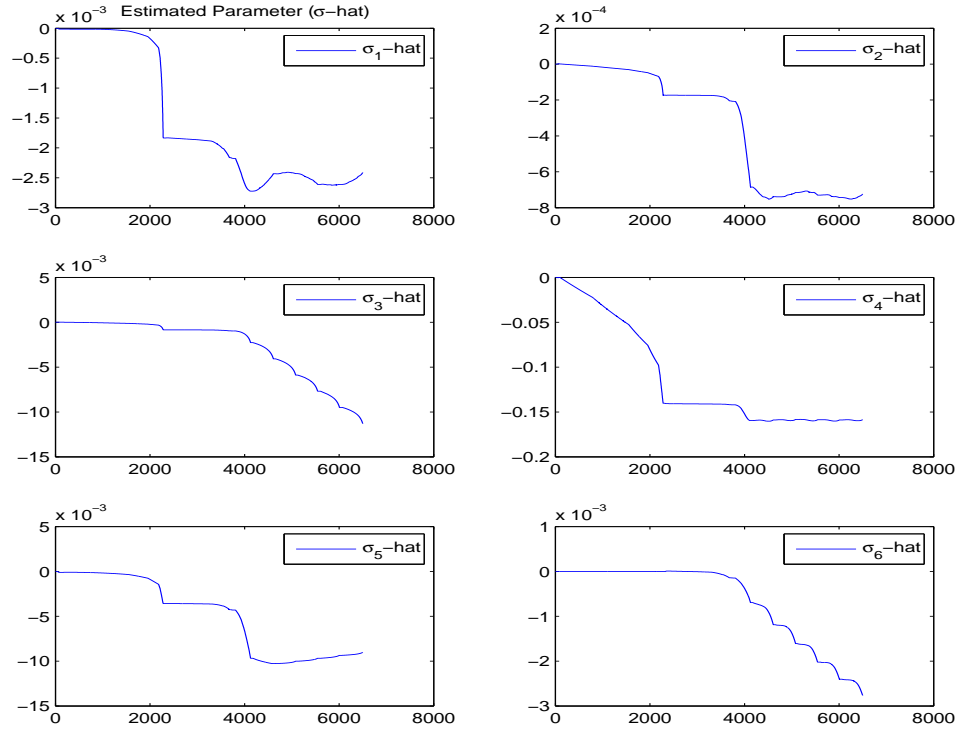 Estimated Parameter (σ−hat)
x 10⁻³
0
−0.5
−1
−1.5
−2
−2.5
−3
0 2000 4000 6000 8000
σ₁−hat
x 10⁻⁴
2
0
−2
−4
−6
−8
0 2000 4000 6000 8000
σ₂−hat
x 10⁻³
5
0
−5
−10
−15
0 2000 4000 6000 8000
σ₃−hat
0
−0.05
−0.1
−0.15
−0.2
0 2000 4000 6000 8000
σ₄−hat
x 10⁻³
5
0
−5
−10
−15
0 2000 4000 6000 8000
σ₅−hat
x 10⁻³
1
0
−1
−2
−3
0 2000 4000 6000 8000
σ₆−hat